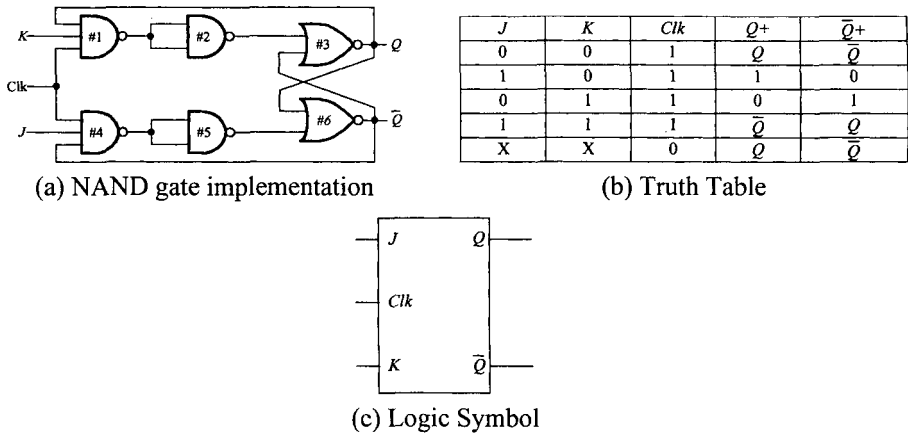 K #1 #2 #3 Q
Clk
J #4 #5 #6 Q̅
(a) NAND gate implementation
J K Clk Q+ Q̅+
0 0 1 Q Q̅
1 0 1 1 0
0 1 1 0 1
1 1 1 Q̅ Q
X X 0 Q Q̅
(b) Truth Table
J Q
Clk
K Q̅
(c) Logic Symbol